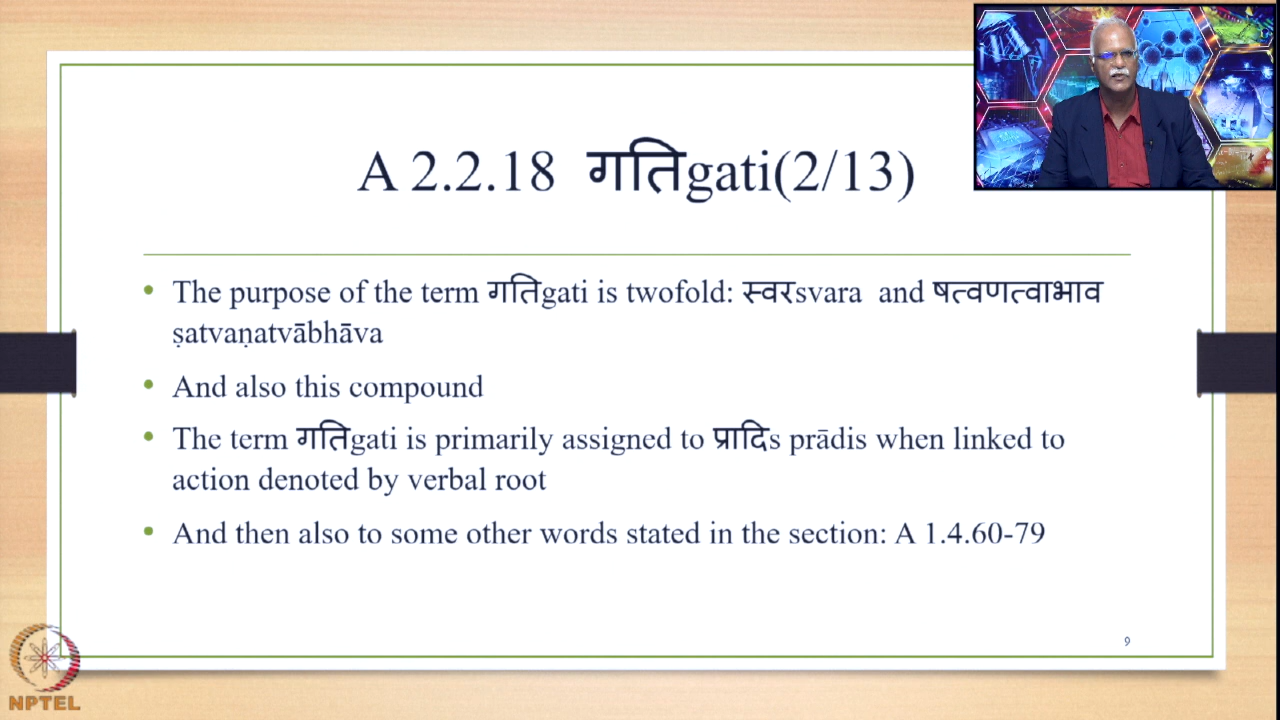 A 2.2.18 गतिgati(2/13)
• The purpose of the term गतिgati is twofold: स्वरsvara and षत्वणत्वाभाव
ṣatvaṇatvābhāva
• And also this compound
• The term गतिgati is primarily assigned to प्रादिs prādis when linked to
action denoted by verbal root
• And then also to some other words stated in the section: A 1.4.60-79
9
NPTEL